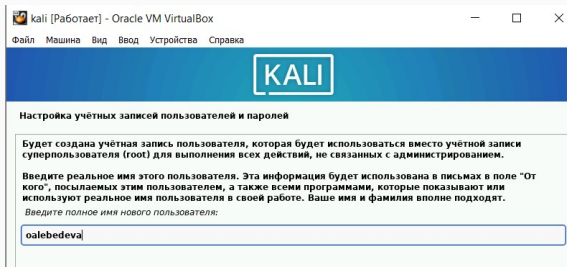 kali [Работает] - Oracle VM VirtualBox
Файл Машина Вид Ввод Устройства Справка
KALI
Настройка учётных записей пользователей и паролей
Будет создана учётная запись пользователя, которая будет использоваться вместо учётной записи
суперпользователя (root) для выполнения всех действий, не связанных с администрированием.
Введите реальное имя этого пользователя. Эта информация будет использована в письмах в поле "От
кого", посылаемых этим пользователем, а также всеми программами, которые показывают или
используют реальное имя пользователя в своей работе. Ваше имя и фамилия вполне подходят.
Введите полное имя нового пользователя:
oalebedeva